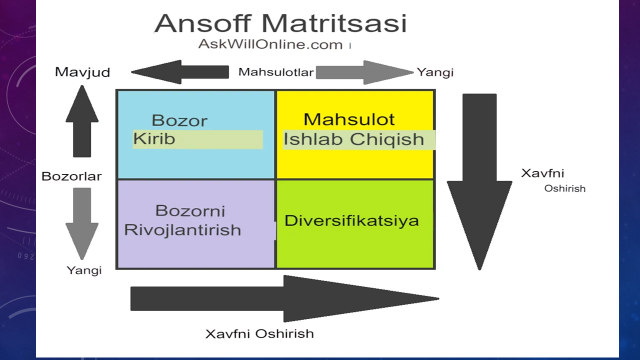 Ansoff Matritsasi
AskWillOnline.com
Mavjud
Mahsulotlar
Yangi
Bozor
Kirib
Mahsulot
Ishlab Chiqish
Bozorlar
Xavfni
Oshirish
Bozorni
Rivojlantirish
Diversifikatsiya
Yangi
Xavfni Oshirish